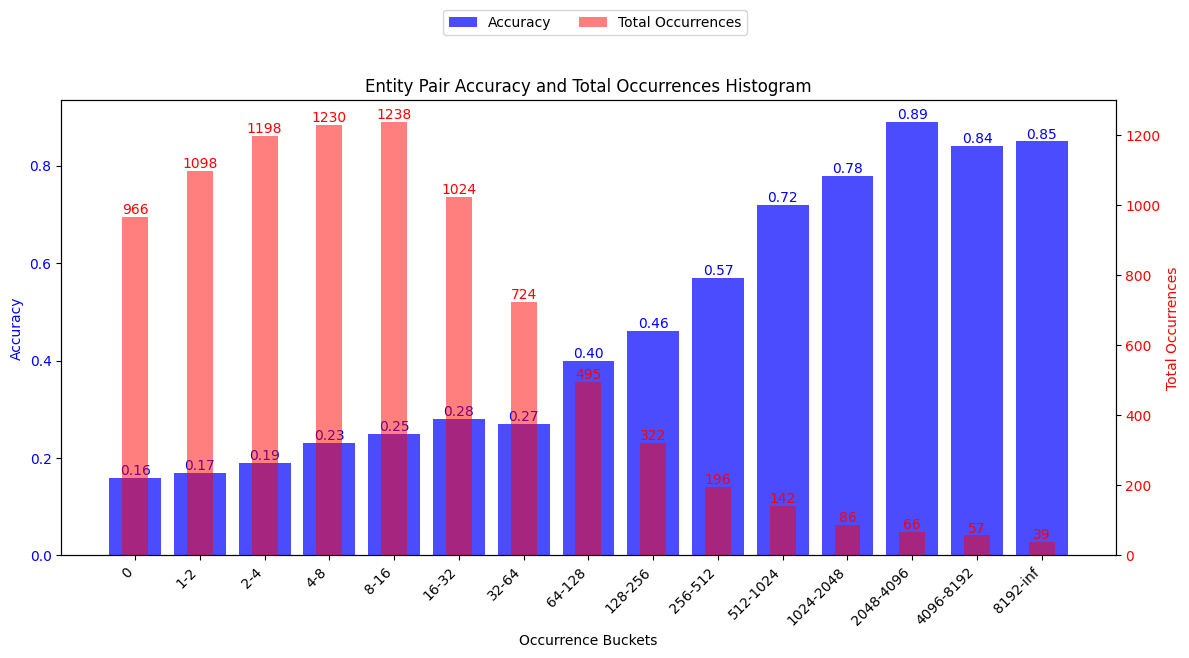 Accuracy Total Occurrences
Entity Pair Accuracy and Total Occurrences Histogram
Accuracy
0.8
0.6
0.4
0.2
0.0
1200
1000
800
600
400
200
0
Total Occurrences
966 1098 1198 1230 1238 1024 724 495 322 196 142 86 66 57 39
0.16 0.17 0.19 0.23 0.25 0.28 0.27 0.40 0.46 0.57 0.72 0.78 0.89 0.84 0.85
0 1-2 2-4 4-8 8-16 16-32 32-64 64-128 128-256 256-512 512-1024 1024-2048 2048-4096 4096-8192 8192-inf
Occurrence Buckets